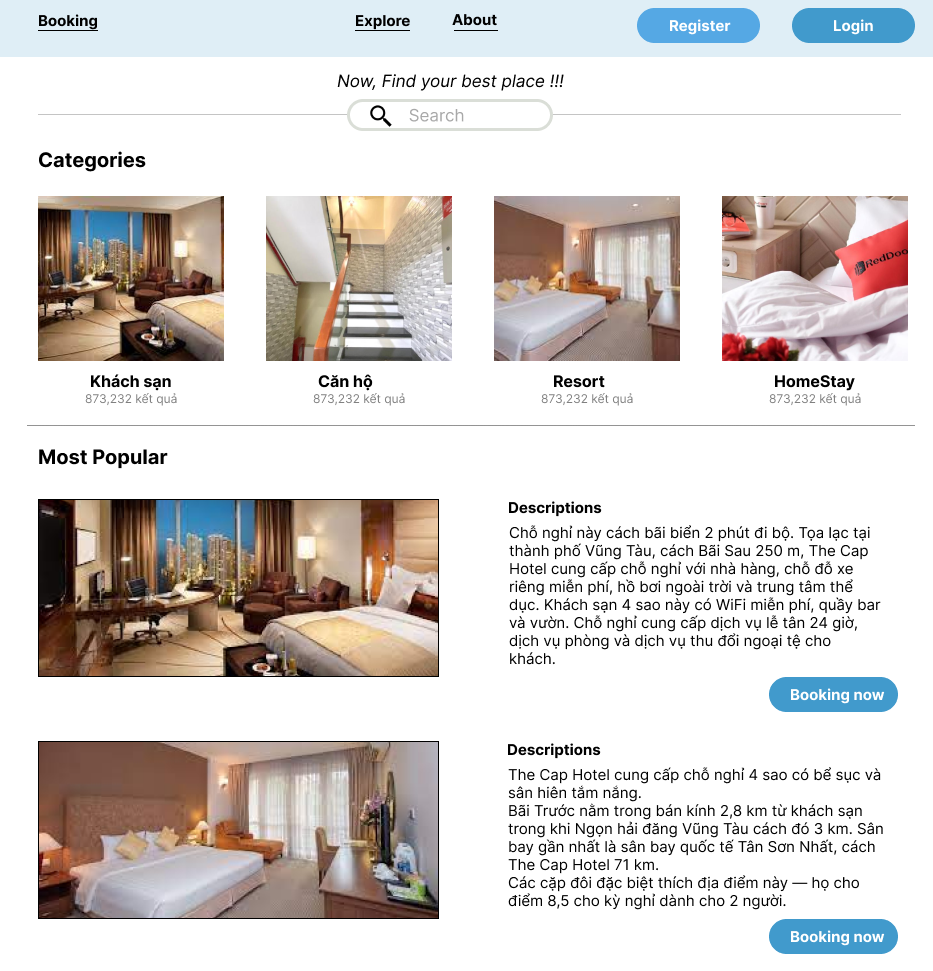 Booking
Explore
About
Register
Login
Now, Find your best place !!!
Search
Categories
Khách sạn
Căn hộ
Resort
HomeStay
873,232 kết quả
873,232 kết quả
873,232 kết quả
873,232 kết quả
Most Popular
Descriptions
Chỗ nghỉ này cách bãi biển 2 phút đi bộ. Tọa lạc tại
thành phố Vũng Tàu, cách Bãi Sau 250 m, The Cap
Hotel cung cấp chỗ nghỉ với nhà hàng, chỗ đỗ xe
riêng miễn phí, hồ bơi ngoài trời và trung tâm thể
dục. Khách sạn 4 sao này có WiFi miễn phí, quầy bar
và vườn. Chỗ nghỉ cung cấp dịch vụ lễ tân 24 giờ,
dịch vụ phòng và dịch vụ thu đổi ngoại tệ cho
khách.
Booking now
Descriptions
The Cap Hotel cung cấp chỗ nghỉ 4 sao có bể sục và
sân hiên tắm nắng.
Bãi Trước nằm trong bán kính 2,8 km từ khách sạn
trong khi Ngọn hải đăng Vũng Tàu cách đó 3 km. Sân
bay gần nhất là sân bay quốc tế Tân Sơn Nhất, cách
The Cap Hotel 71 km.
Các cặp đôi đặc biệt thích địa điểm này — họ cho
điểm 8,5 cho kỳ nghỉ dành cho 2 người.
Booking now